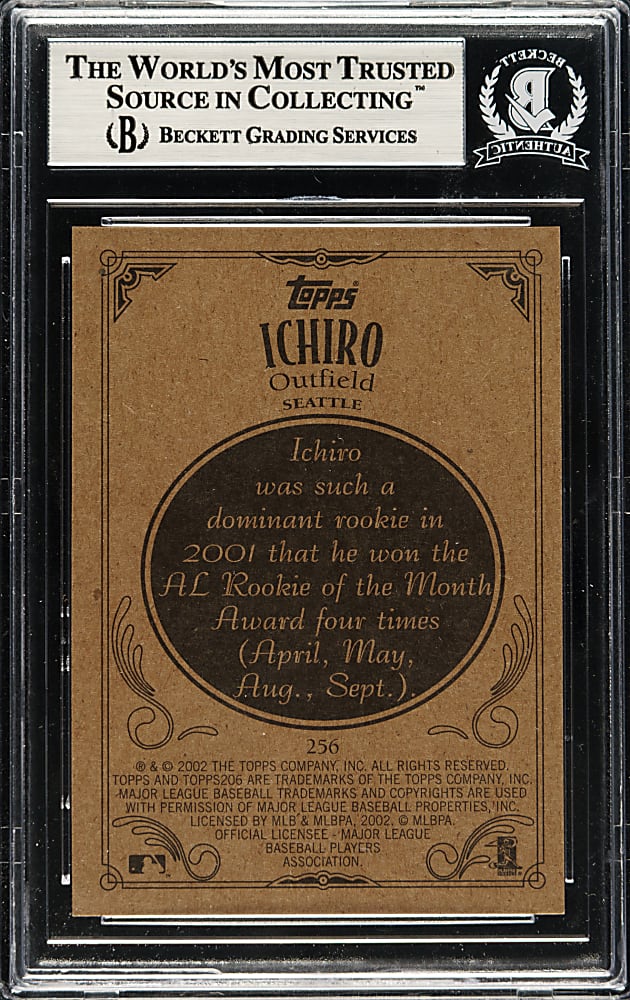 THE WORLD'S MOST TRUSTED
SOURCE IN COLLECTING™
B BECKETT GRADING SERVICES
BECKETT
B
AUTHENTIC
TOPPS
ICHIRO
Outfield
SEATTLE
Ichiro
was such a
dominant rookie in
2001 that he won the
AL Rookie of the Month
Award four times
(April, May,
Aug., Sept.).
256
® & © 2002 THE TOPPS COMPANY, INC. ALL RIGHTS RESERVED.
TOPPS AND TOPPS206 ARE TRADEMARKS OF THE TOPPS COMPANY, INC.
MAJOR LEAGUE BASEBALL TRADEMARKS AND COPYRIGHTS ARE USED
WITH PERMISSION OF MAJOR LEAGUE BASEBALL PROPERTIES, INC.
LICENSED BY MLB & MLBPA, 2002. © MLBPA.
OFFICIAL LICENSEE - MAJOR LEAGUE
BASEBALL PLAYERS
ASSOCIATION.